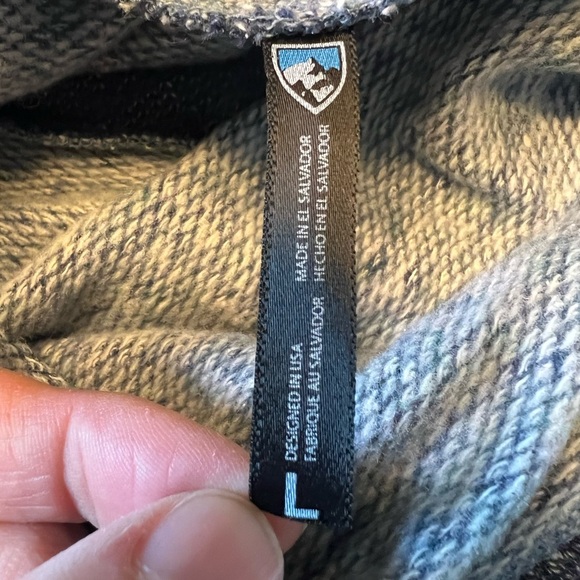 MADE IN EL SALVADOR
HECHO EN EL SALVADOR
DESIGNED IN USA
FABRIQUE AU SALVADOR
L